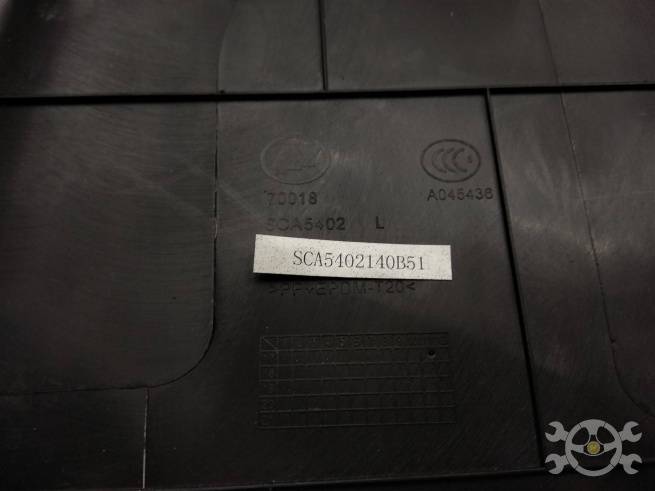 70018
A045436
SCA5402 L
SCA5402140B51
>PP+EPDM-T20<